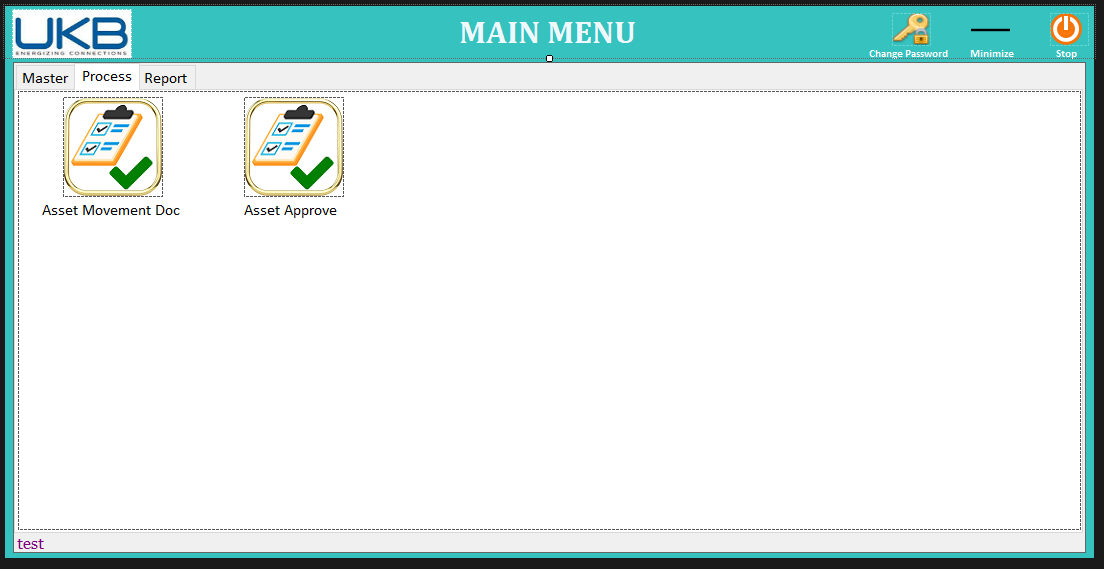 UKB
ENERGIZING CONNECTIONS
MAIN MENU
Change Password
Minimize
Stop
Master
Process
Report
Asset Movement Doc
Asset Approve
test